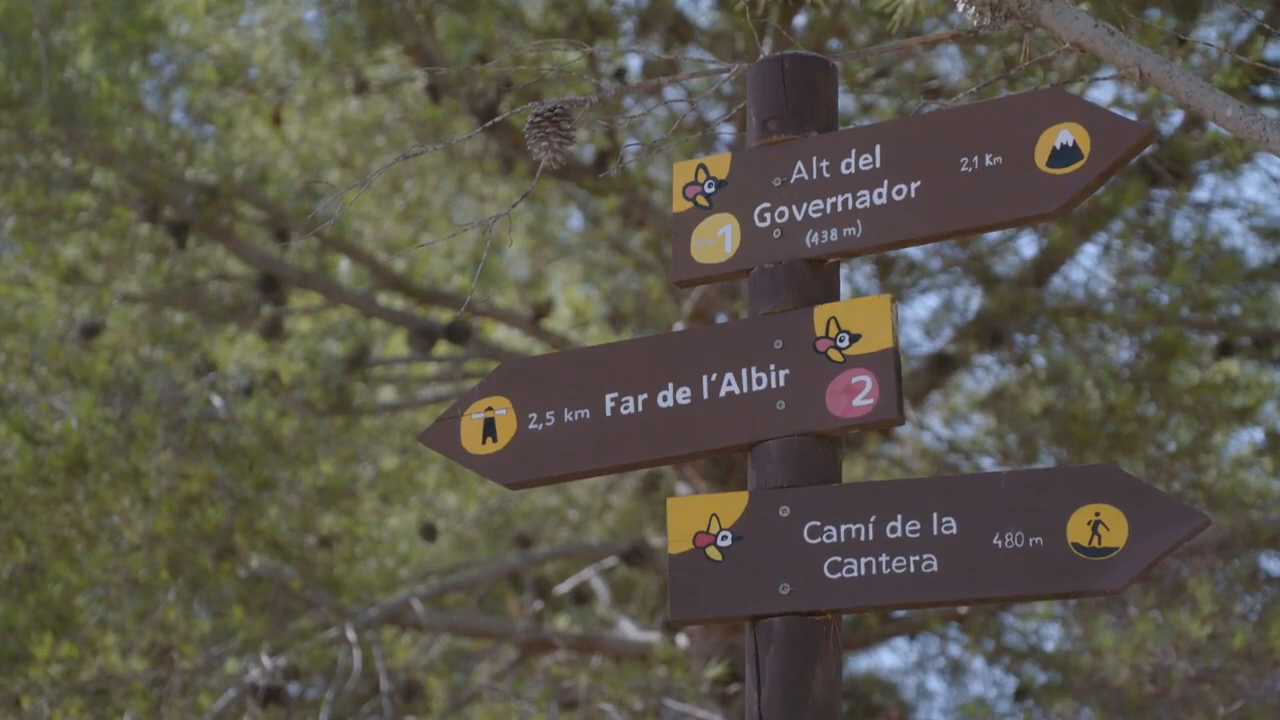 Alt del
Governador
(438 m)
2,1 Km
1
2,5 km
Far de l'Albir
2
Camí de la
Cantera
480 m